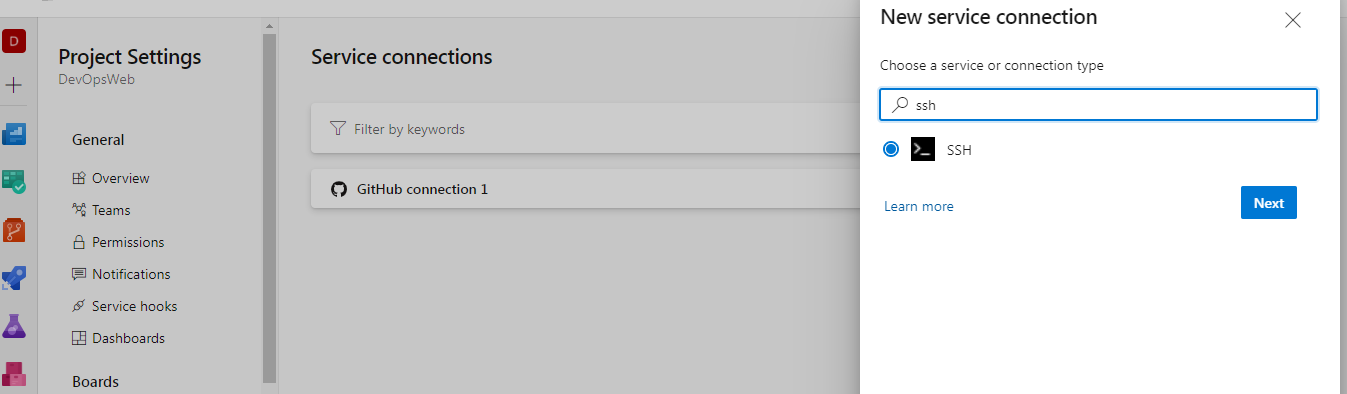 D
Project Settings
DevOpsWeb
General
Overview
Teams
Permissions
Notifications
Service hooks
Dashboards
Boards
Service connections
Filter by keywords
GitHub connection 1
New service connection
Choose a service or connection type
ssh
SSH
Learn more
Next